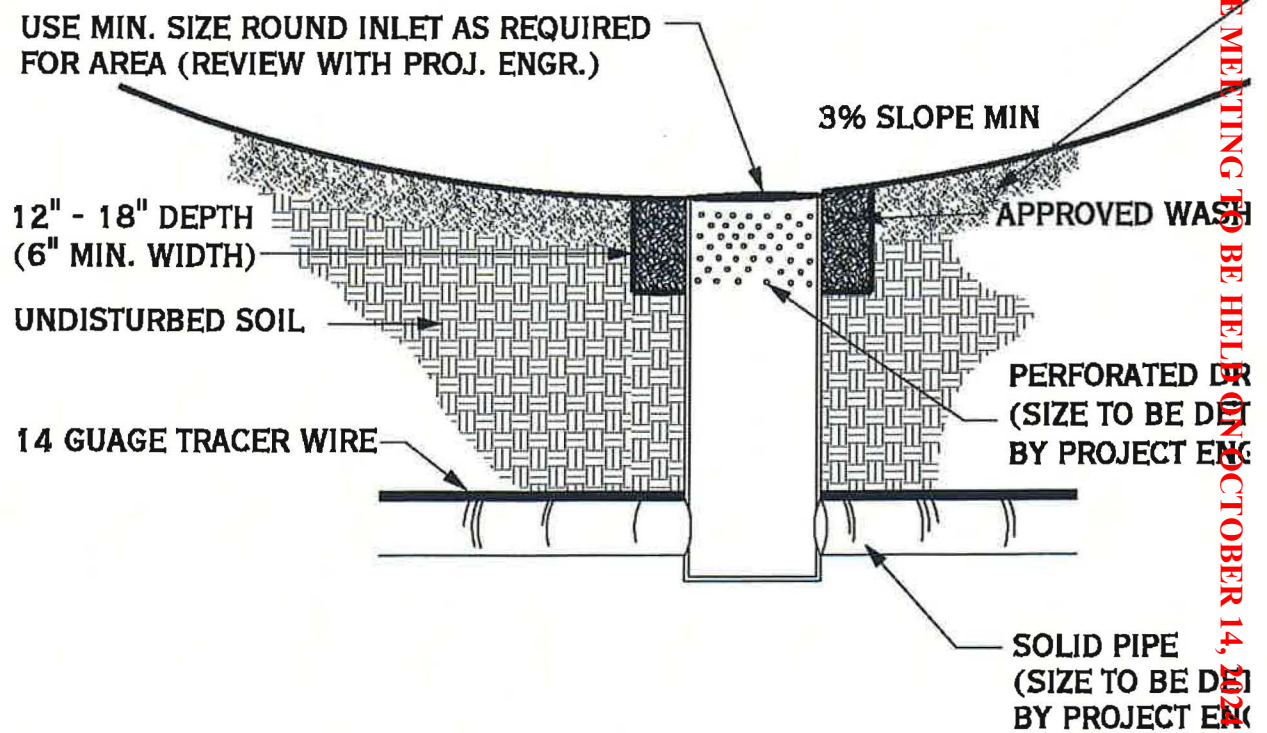 USE MIN. SIZE ROUND INLET AS REQUIRED
FOR AREA (REVIEW WITH PROJ. ENGR.)
3% SLOPE MIN
12" - 18" DEPTH
(6" MIN. WIDTH)
APPROVED WASH
UNDISTURBED SOIL
PERFORATED
(SIZE TO BE
BY PROJECT
14 GUAGE TRACER WIRE
SOLID PIPE
(SIZE TO BE
BY PROJECT
MEETING TO BE HELD ON OCTOBER 14, 2024